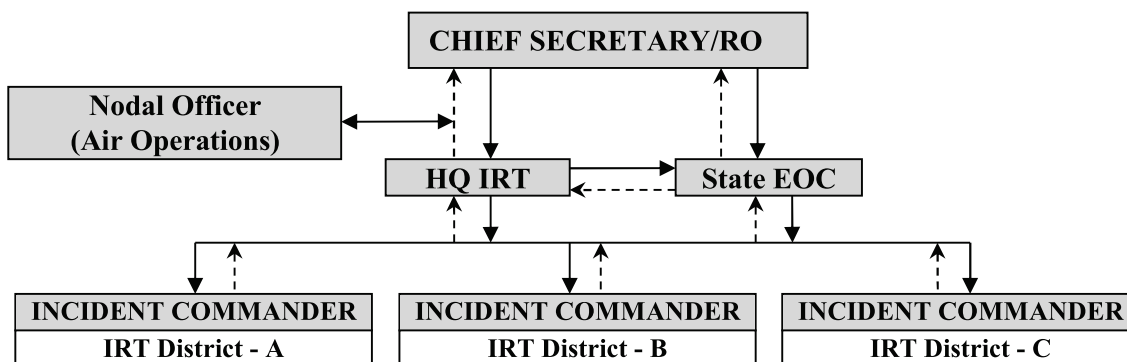 CHIEF SECRETARY/RO
Nodal Officer
(Air Operations)
HQ IRT
State EOC
INCIDENT COMMANDER
IRT District - A
INCIDENT COMMANDER
IRT District - B
INCIDENT COMMANDER
IRT District - C